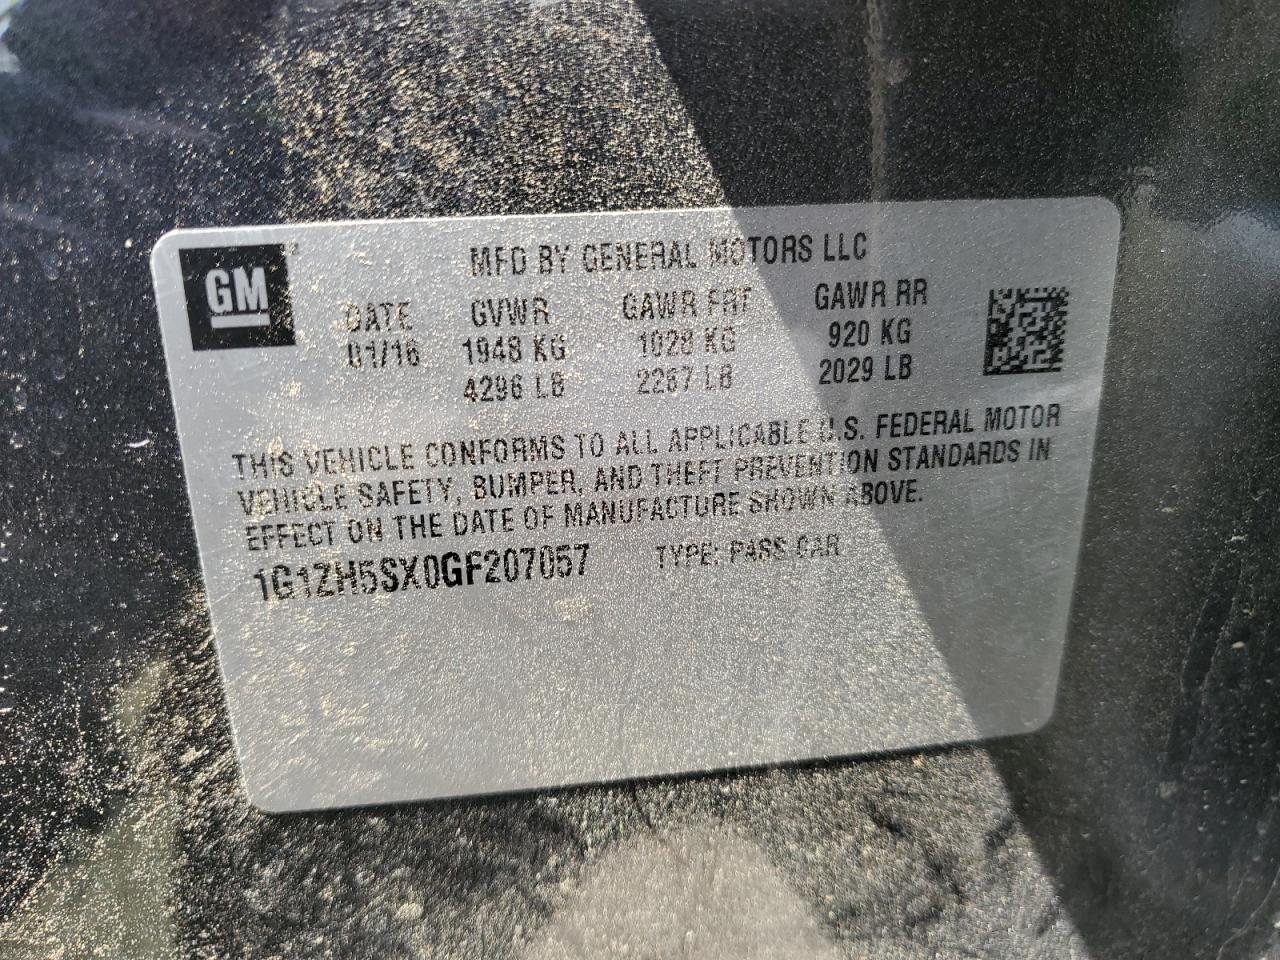 GM
MFD BY GENERAL MOTORS LLC
DATE GVWR GAWR FRT GAWR RR
01/16 1948 KG 1028 KG 920 KG
4296 LB 2267 LB 2029 LB
THIS VEHICLE CONFORMS TO ALL APPLICABLE U.S. FEDERAL MOTOR
VEHICLE SAFETY, BUMPER, AND THEFT PREVENTION STANDARDS IN
EFFECT ON THE DATE OF MANUFACTURE SHOWN ABOVE.
1G1ZH5SX0GF207057 TYPE: PASS CAR